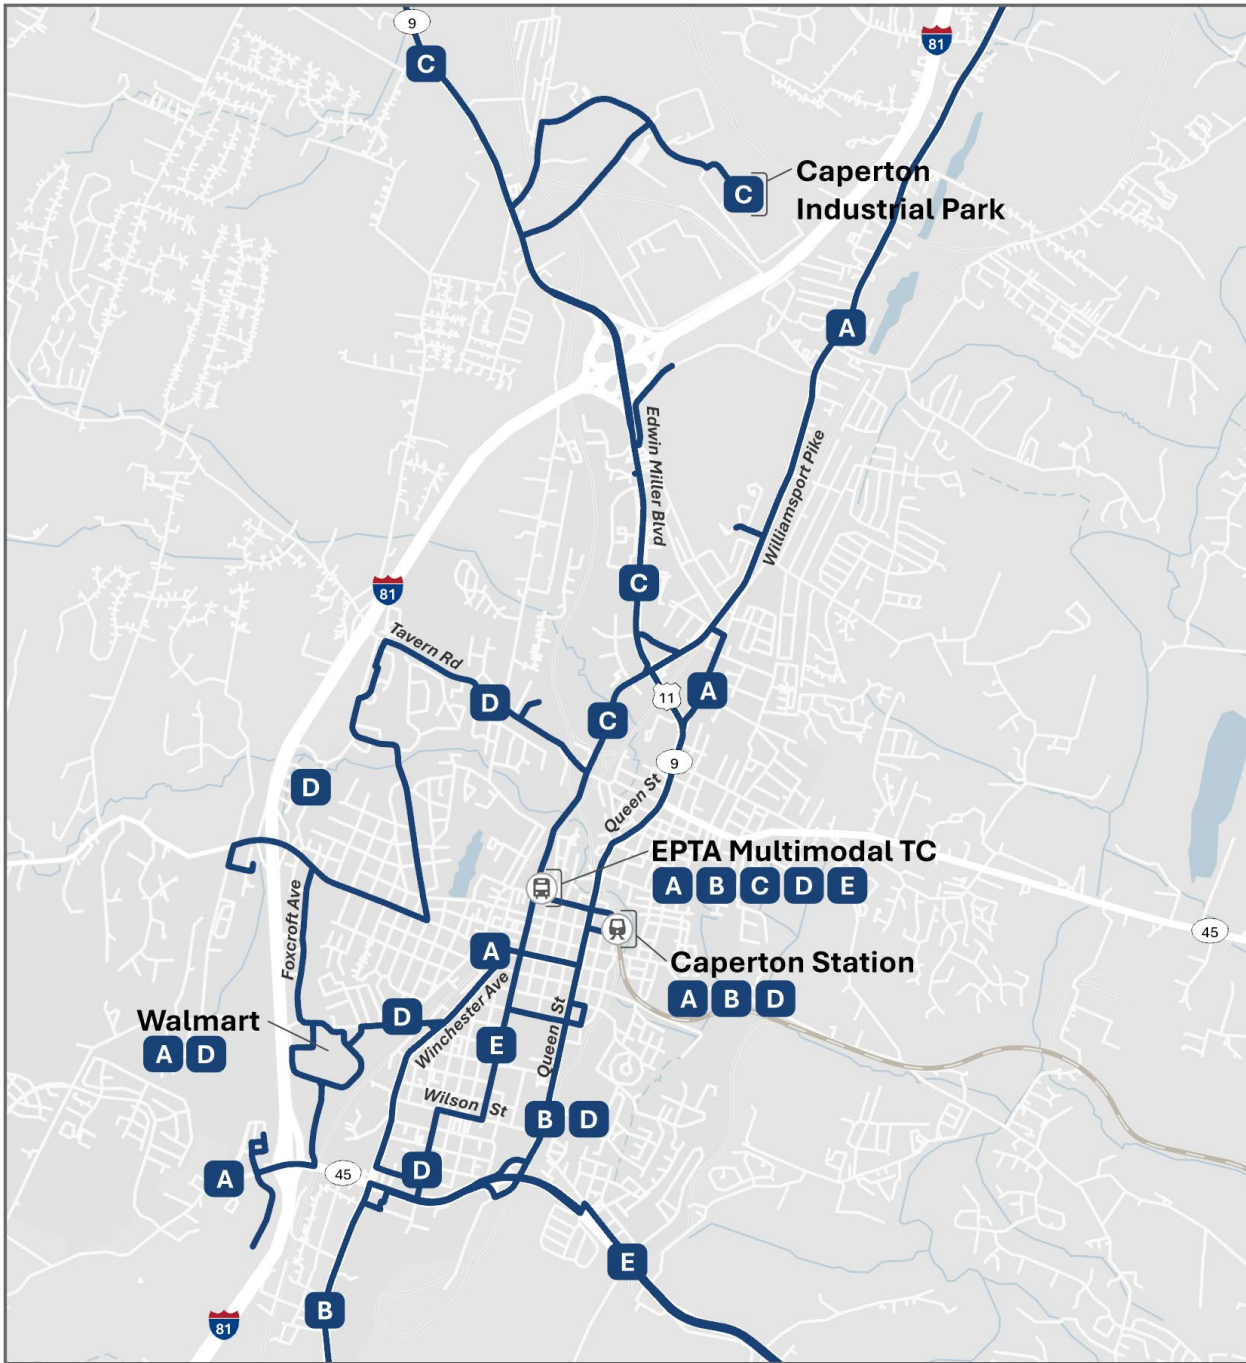 9
81
C
Caperton
C
Industrial Park
A
Edwin Miller Blvd
Williamsport Pike
C
81
Tavern Rd
A
11
D
C
9
D
Queen St
EPTA Multimodal TC
A B C D E
Foxcroft Ave
45
A
Caperton Station
A B D
Winchester Ave
Walmart
D
A D
Queen St
E
Wilson St
B D
D
45
A
E
B
81